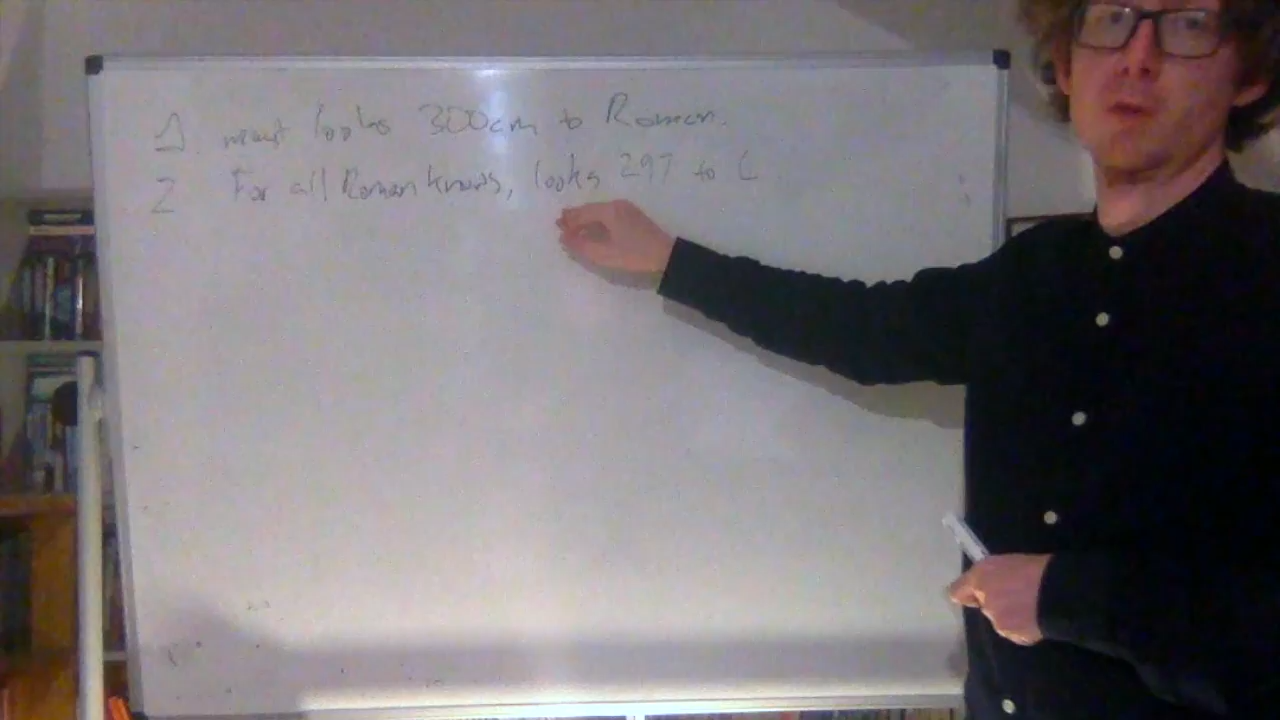 1. mast looks 300cm to Roman.
2 For all Roman knows, looks 297 to C